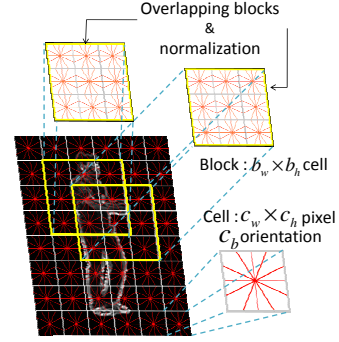 Overlapping blocks
&
normalization
Block : b_w × b_h cell
Cell : c_w × c_h pixel
c_b orientation